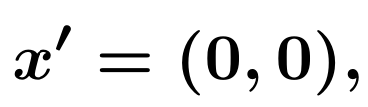 x′ = (0, 0),